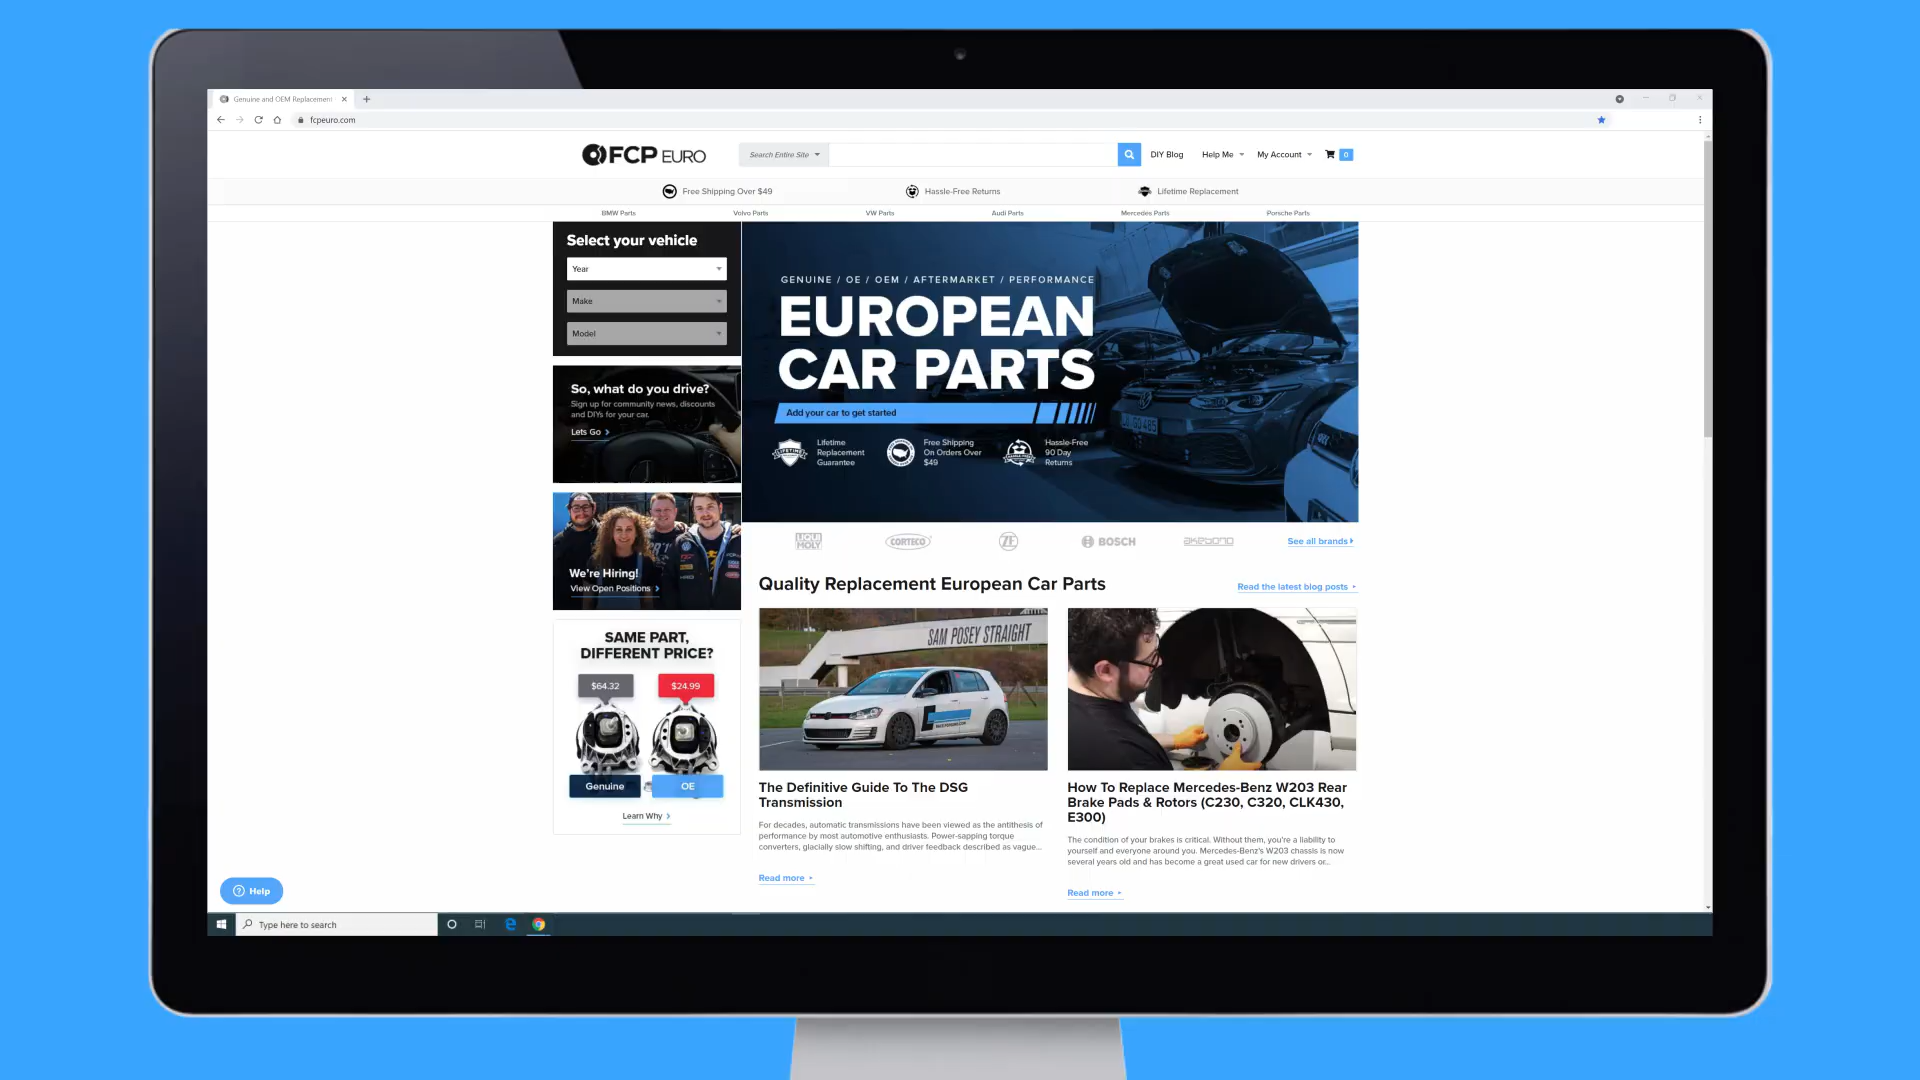 Genuine and OEM Replacement
fcpeuro.com
FCP EURO
Search Entire Site
DIY Blog
Help Me
My Account
0
Free Shipping Over $49
Hassle-Free Returns
Lifetime Replacement
BMW Parts
Volvo Parts
VW Parts
Audi Parts
Mercedes Parts
Porsche Parts
Select your vehicle
Year
Make
Model
GENUINE / OE / OEM / AFTERMARKET / PERFORMANCE
EUROPEAN
CAR PARTS
Add your car to get started
Lifetime
Replacement
Guarantee
Free Shipping
On Orders Over
$49
Hassle-Free
90 Day
Returns
So, what do you drive?
Sign up for community news, discounts
and DIYs for your car.
Lets Go
We're Hiring!
View Open Positions
SAME PART,
DIFFERENT PRICE?
$64.32
$24.99
Genuine
OE
Learn Why
LIQUI
MOLY
CORTECO
ZF
BOSCH
akebono
See all brands
Quality Replacement European Car Parts
Read the latest blog posts
SAM POSEY STRAIGHT
The Definitive Guide To The DSG
Transmission
For decades, automatic transmissions have been viewed as the antithesis of
performance by most automotive enthusiasts. Power-sapping torque
converters, glacially slow shifting, and driver feedback described as vague...
Read more
How To Replace Mercedes-Benz W203 Rear
Brake Pads & Rotors (C230, C320, CLK430,
E300)
The condition of your brakes is critical. Without them, you're a liability to
yourself and everyone around you. Mercedes-Benz's W203 chassis is now
several years old and has become a great used car for new drivers or...
Read more
Help
Type here to search